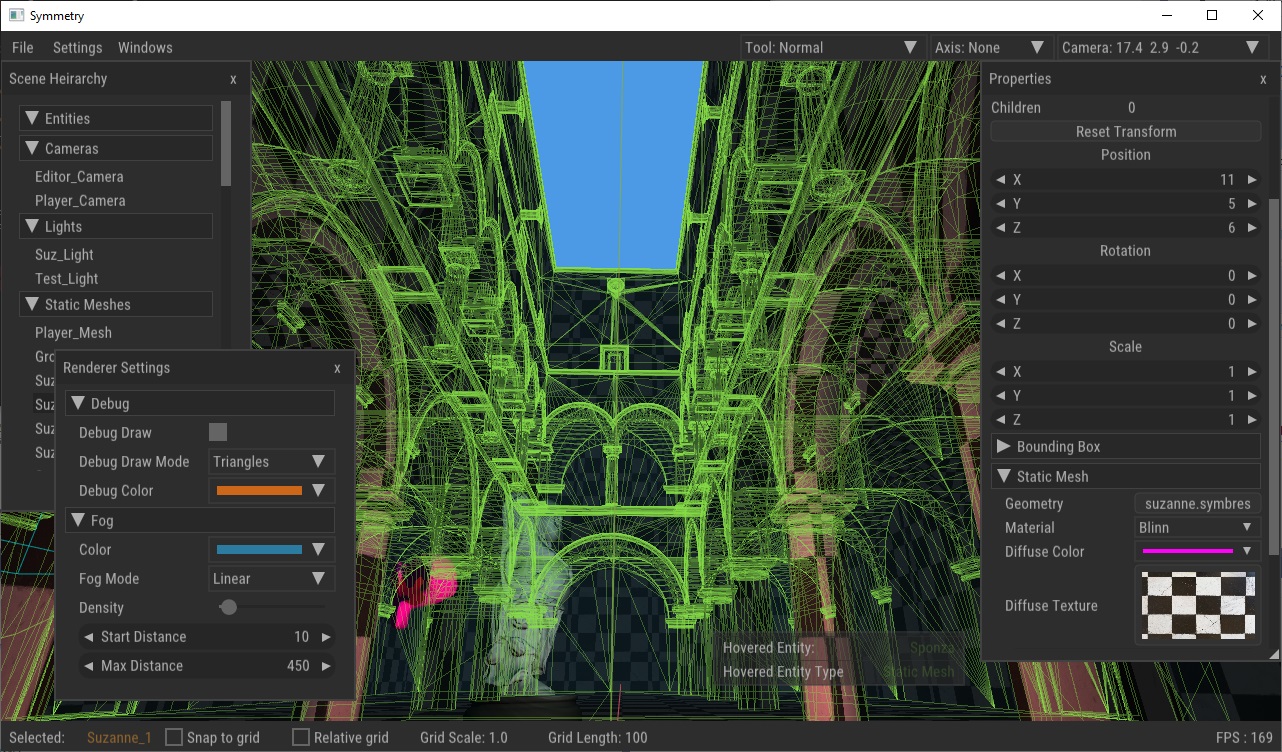 Symmetry
File Settings Windows
Tool: Normal Axis: None Camera: 17.4 2.9 -0.2
Scene Heirarchy x
Entities
Cameras
Editor_Camera
Player_Camera
Lights
Suz_Light
Test_Light
Static Meshes
Player_Mesh
Gro
Suz
Suz
Suz
Suz
Renderer Settings x
Debug
Debug Draw
Debug Draw Mode Triangles
Debug Color
Fog
Color
Fog Mode Linear
Density
Start Distance 10
Max Distance 450
Hovered Entity: Sponza
Hovered Entity Type Static Mesh
Properties x
Children 0
Reset Transform
Position
X 11
Y 5
Z 6
Rotation
X 0
Y 0
Z 0
Scale
X 1
Y 1
Z 1
Bounding Box
Static Mesh
Geometry suzanne.symbres
Material Blinn
Diffuse Color
Diffuse Texture
Selected: Suzanne_1 Snap to grid Relative grid Grid Scale: 1.0 Grid Length: 100 FPS : 169